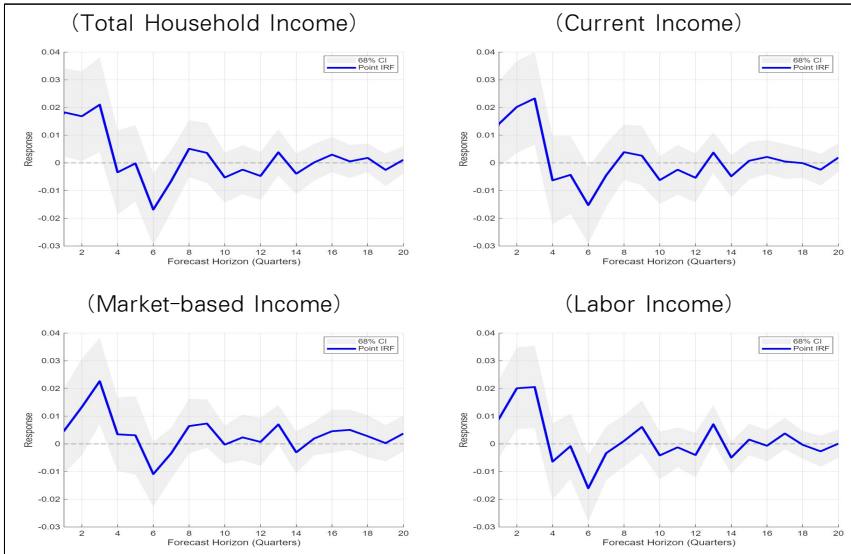 (Total Household Income)
0.04
0.03
0.02
0.01
0
-0.01
-0.02
-0.03
Response
68% CI
Point IRF
2 4 6 8 10 12 14 16 18 20
Forecast Horizon (Quarters)
(Current Income)
0.04
0.03
0.02
0.01
0
-0.01
-0.02
-0.03
Response
68% CI
Point IRF
2 4 6 8 10 12 14 16 18 20
Forecast Horizon (Quarters)
(Market-based Income)
0.04
0.03
0.02
0.01
0
-0.01
-0.02
-0.03
Response
68% CI
Point IRF
2 4 6 8 10 12 14 16 18 20
Forecast Horizon (Quarters)
(Labor Income)
0.04
0.03
0.02
0.01
0
-0.01
-0.02
-0.03
Response
68% CI
Point IRF
2 4 6 8 10 12 14 16 18 20
Forecast Horizon (Quarters)